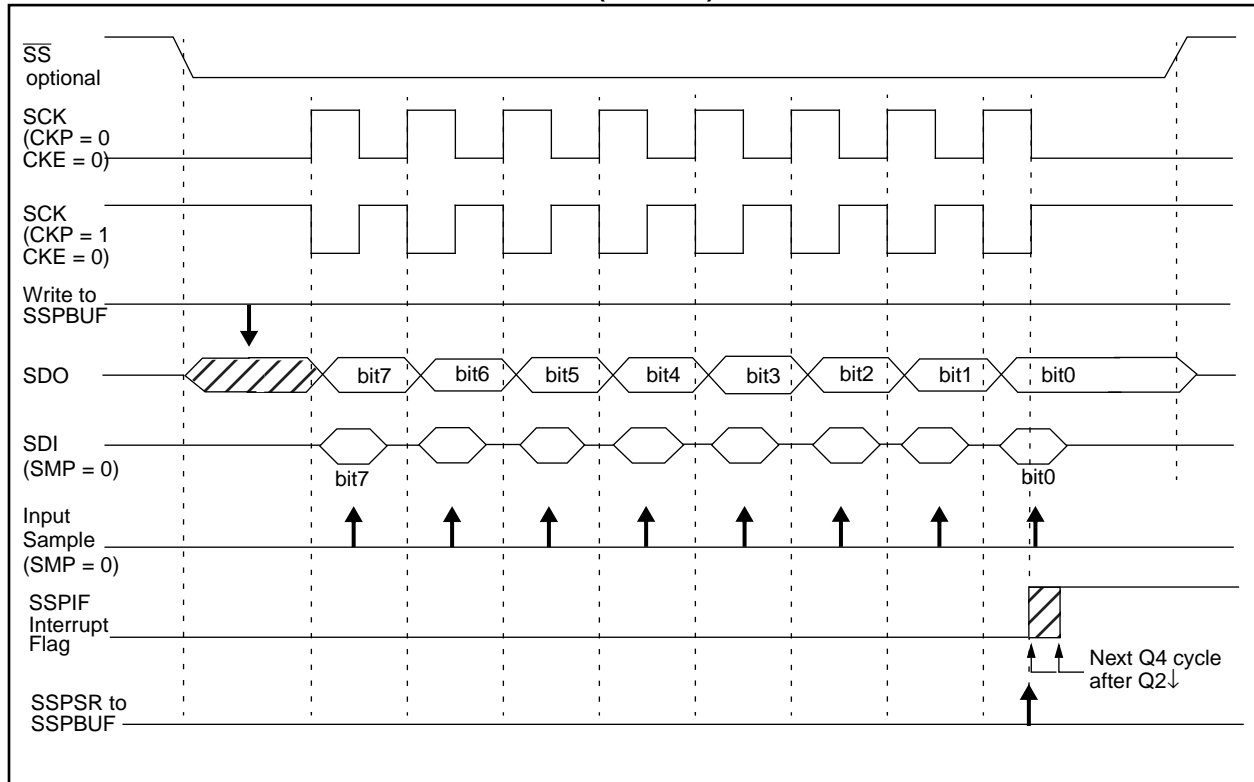 SS
optional
SCK
(CKP = 0
CKE = 0)
SCK
(CKP = 1
CKE = 0)
Write to
SSPBUF
SDO
bit7 bit6 bit5 bit4 bit3 bit2 bit1 bit0
SDI
(SMP = 0)
bit7 bit0
Input
Sample
(SMP = 0)
SSPIF
Interrupt
Flag
Next Q4 cycle
after Q2↓
SSPSR to
SSPBUF